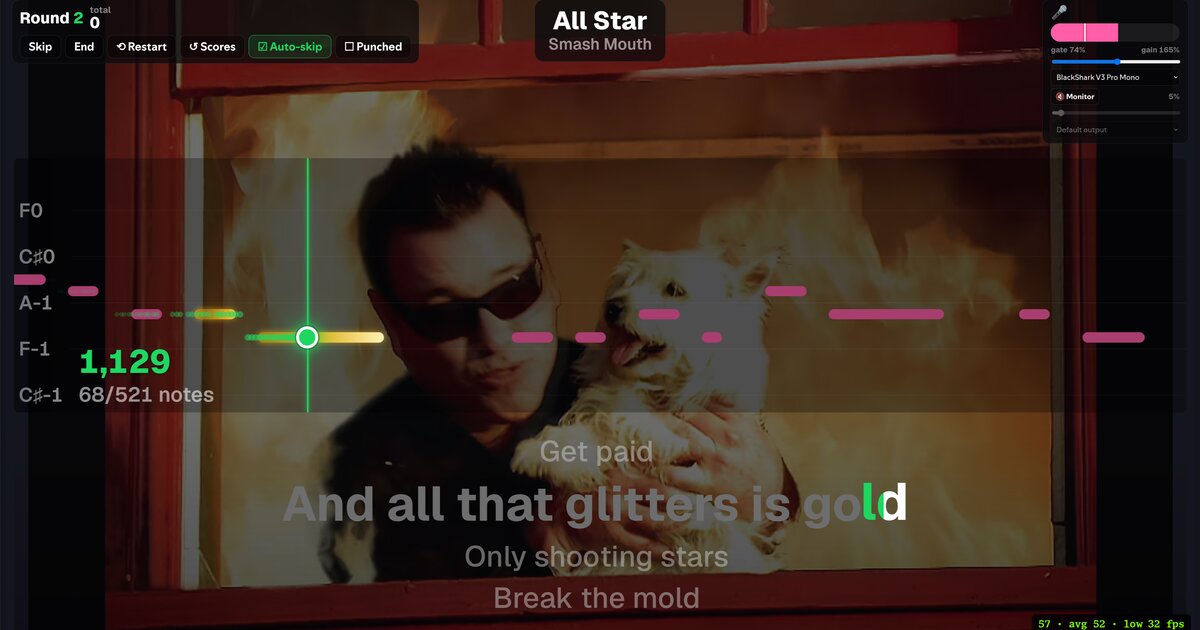 Round 2 total 0
Skip End ⟲ Restart ↺ Scores ☑ Auto-skip ☐ Punched
All Star
Smash Mouth
gate 74% gain 165%
BlackShark V3 Pro Mono
Monitor 5%
Default output
F0
C♯0
A-1
F-1
C♯-1
1,129
68/521 notes
Get paid
And all that glitters is gold
Only shooting stars
Break the mold
57 · avg 52 · low 32 fps